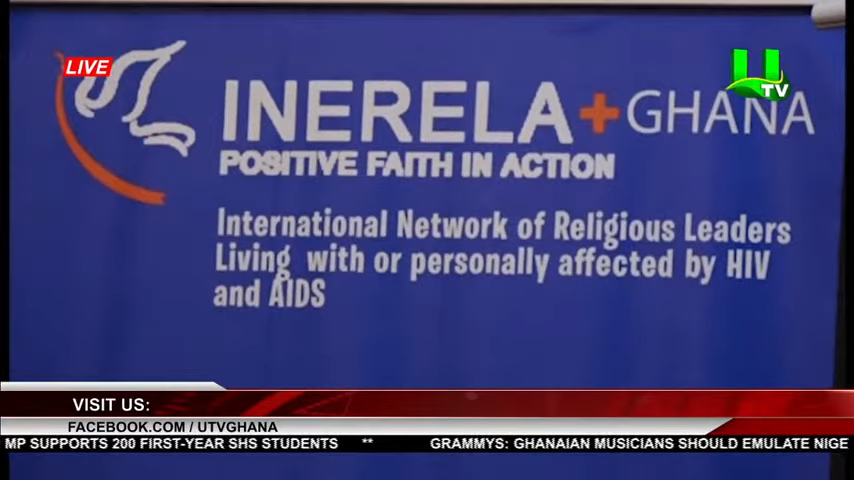 LIVE
U
TV
INERELA+GHANA
POSITIVE FAITH IN ACTION
International Network of Religious Leaders
Living with or personally affected by HIV
and AIDS
VISIT US:
FACEBOOK.COM / UTVGHANA
MP SUPPORTS 200 FIRST-YEAR SHS STUDENTS ** GRAMMYS: GHANAIAN MUSICIANS SHOULD EMULATE NIGE